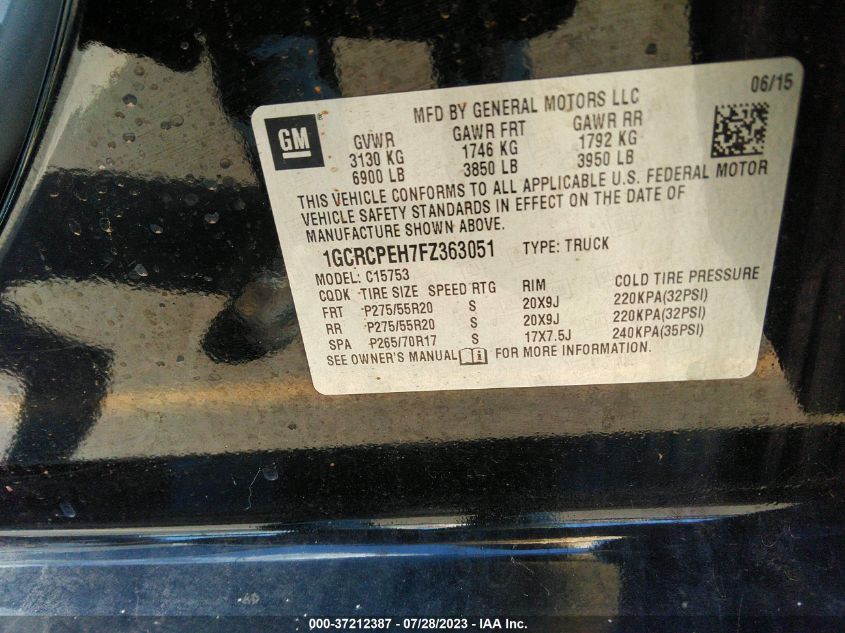 06/15
MFD BY GENERAL MOTORS LLC
GM
GVWR GAWR FRT GAWR RR
3130 KG 1746 KG 1792 KG
6900 LB 3850 LB 3950 LB
THIS VEHICLE CONFORMS TO ALL APPLICABLE U.S. FEDERAL MOTOR
VEHICLE SAFETY STANDARDS IN EFFECT ON THE DATE OF
MANUFACTURE SHOWN ABOVE.
1GCRCPEH7FZ363051 TYPE: TRUCK
MODEL: C15753
CQDK TIRE SIZE SPEED RTG RIM COLD TIRE PRESSURE
FRT P275/55R20 S 20X9J 220KPA(32PSI)
RR P275/55R20 S 20X9J 220KPA(32PSI)
SPA P265/70R17 S 17X7.5J 240KPA(35PSI)
SEE OWNER'S MANUAL FOR MORE INFORMATION.
000-37212387 - 07/28/2023 - IAA Inc.